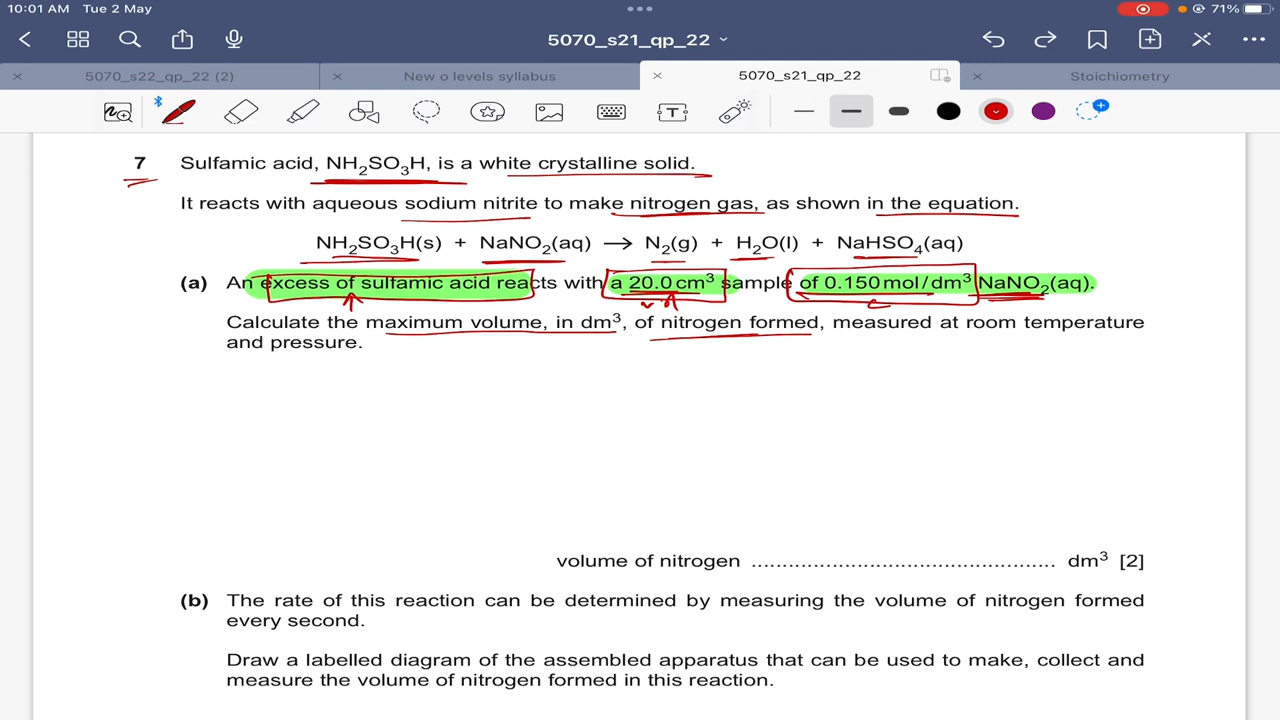 10:01 AM Tue 2 May
71%
5070_s21_qp_22
5070_s22_qp_22 (2)
New o levels syllabus
5070_s21_qp_22
Stoichiometry
7 Sulfamic acid, NH₂SO₃H, is a white crystalline solid.
It reacts with aqueous sodium nitrite to make nitrogen gas, as shown in the equation.
NH₂SO₃H(s) + NaNO₂(aq) → N₂(g) + H₂O(l) + NaHSO₄(aq)
(a) An excess of sulfamic acid reacts with a 20.0 cm³ sample of 0.150 mol/dm³ NaNO₂(aq).
Calculate the maximum volume, in dm³, of nitrogen formed, measured at room temperature
and pressure.
volume of nitrogen ................................................ dm³ [2]
(b) The rate of this reaction can be determined by measuring the volume of nitrogen formed
every second.
Draw a labelled diagram of the assembled apparatus that can be used to make, collect and
measure the volume of nitrogen formed in this reaction.